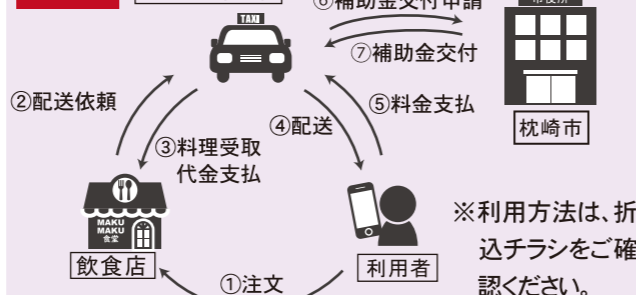 ⑥補助金交付申請
市役所
TAXI
⑦補助金交付
②配送依頼
⑤料金支払
④配送
③料理受取
代金支払
枕崎市
MAKU
MAKU
食堂
飲食店
利用者
①注文
※利用方法は、折
込チラシをご確
認ください。